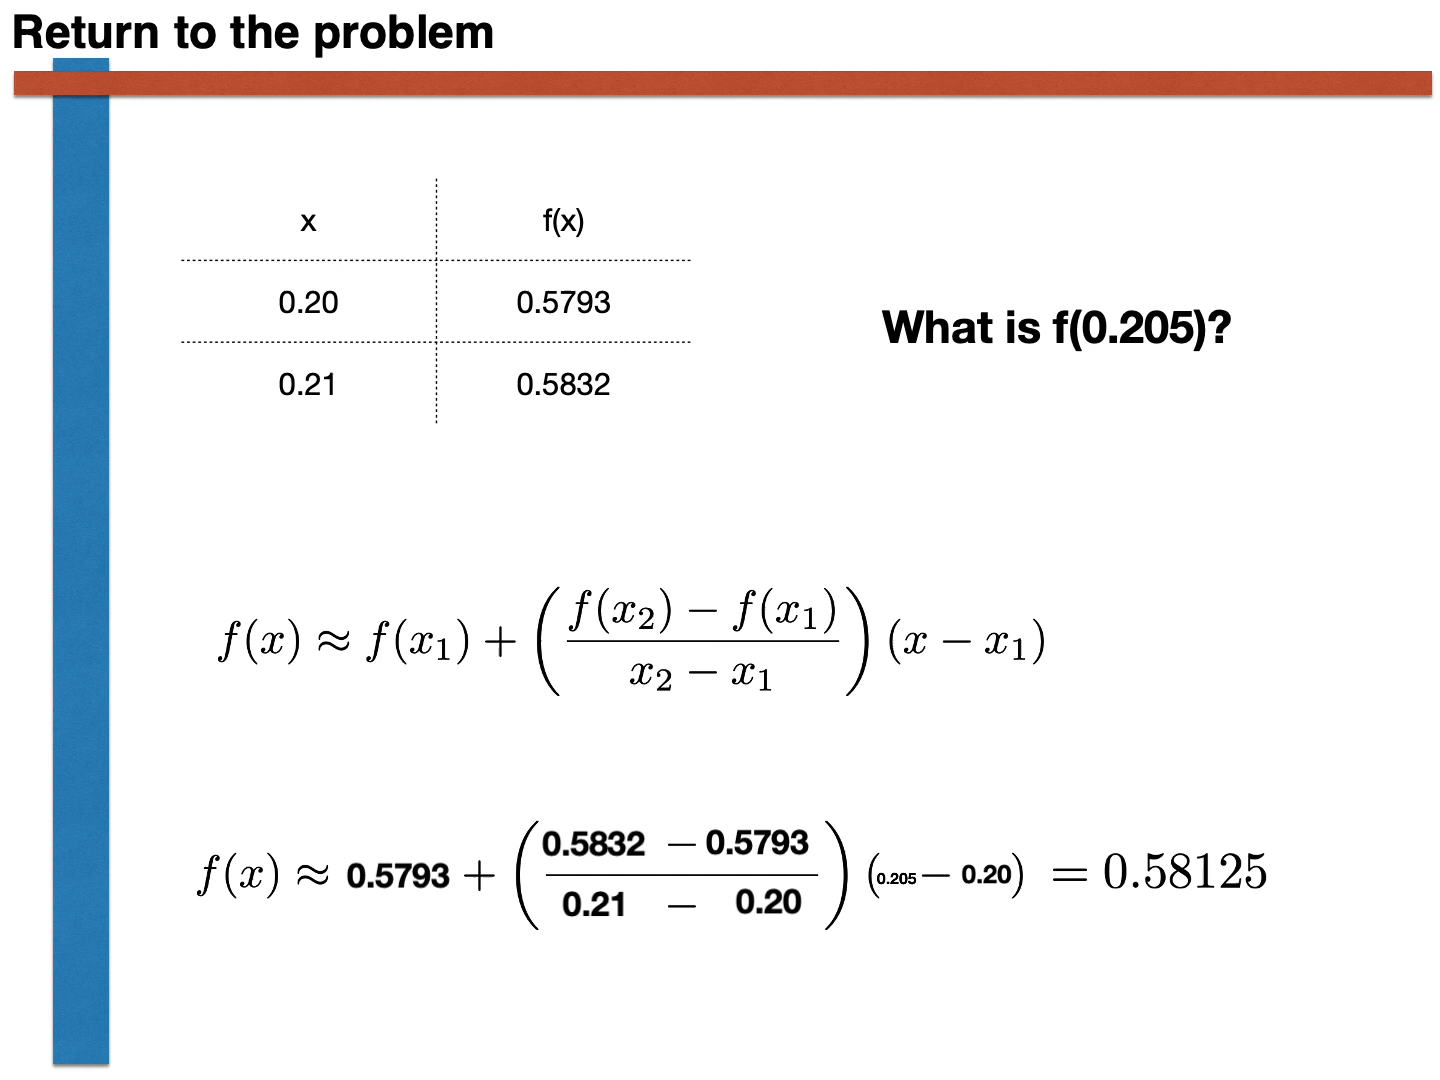 Return to the problem
x f(x)
0.20 0.5793
0.21 0.5832
What is f(0.205)?
f(x) ≈ f(x₁) + ( (f(x₂) − f(x₁)) / (x₂ − x₁) ) (x − x₁)
f(x) ≈ 0.5793 + ( (0.5832 − 0.5793) / (0.21 − 0.20) ) (0.205 − 0.20) = 0.58125